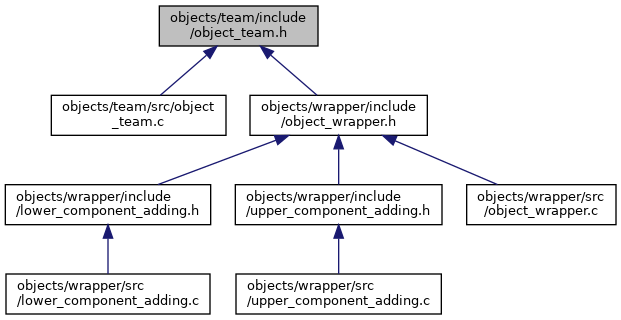 objects/team/include
/object_team.h
objects/team/src/object
_team.c
objects/wrapper/include
/object_wrapper.h
objects/wrapper/include
/lower_component_adding.h
objects/wrapper/include
/upper_component_adding.h
objects/wrapper/src
/object_wrapper.c
objects/wrapper/src
/lower_component_adding.c
objects/wrapper/src
/upper_component_adding.c